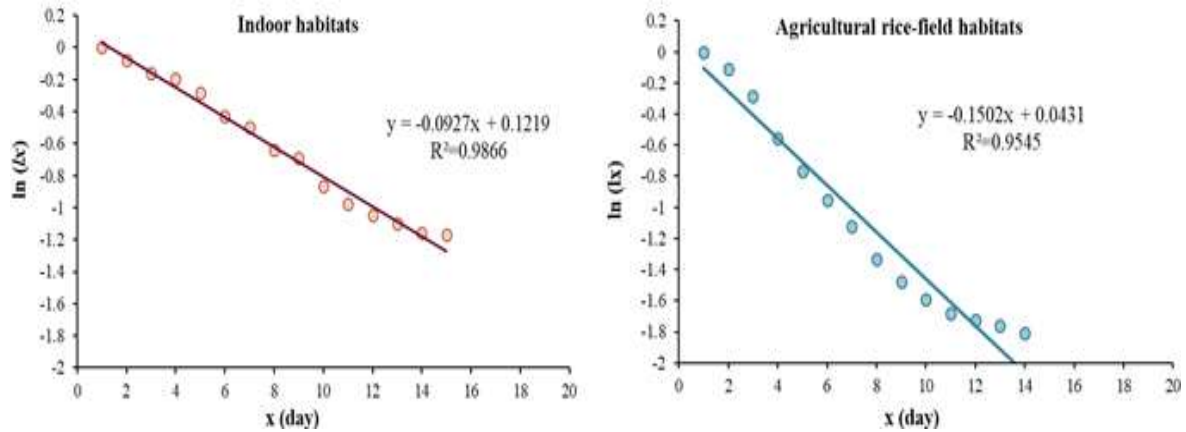 Indoor habitats
0.2
0
-0.2
-0.4
-0.6
-0.8
-1
-1.2
-1.4
-1.6
-1.8
-2
ln (lx)
y = -0.0927x + 0.1219
R²=0.9866
0 2 4 6 8 10 12 14 16 18 20
x (day)
Agricultural rice-field habitats
0.2
0
-0.2
-0.4
-0.6
-0.8
-1
-1.2
-1.4
-1.6
-1.8
-2
ln (lx)
y = -0.1502x + 0.0431
R²=0.9545
0 2 4 6 8 10 12 14 16 18 20
x (day)